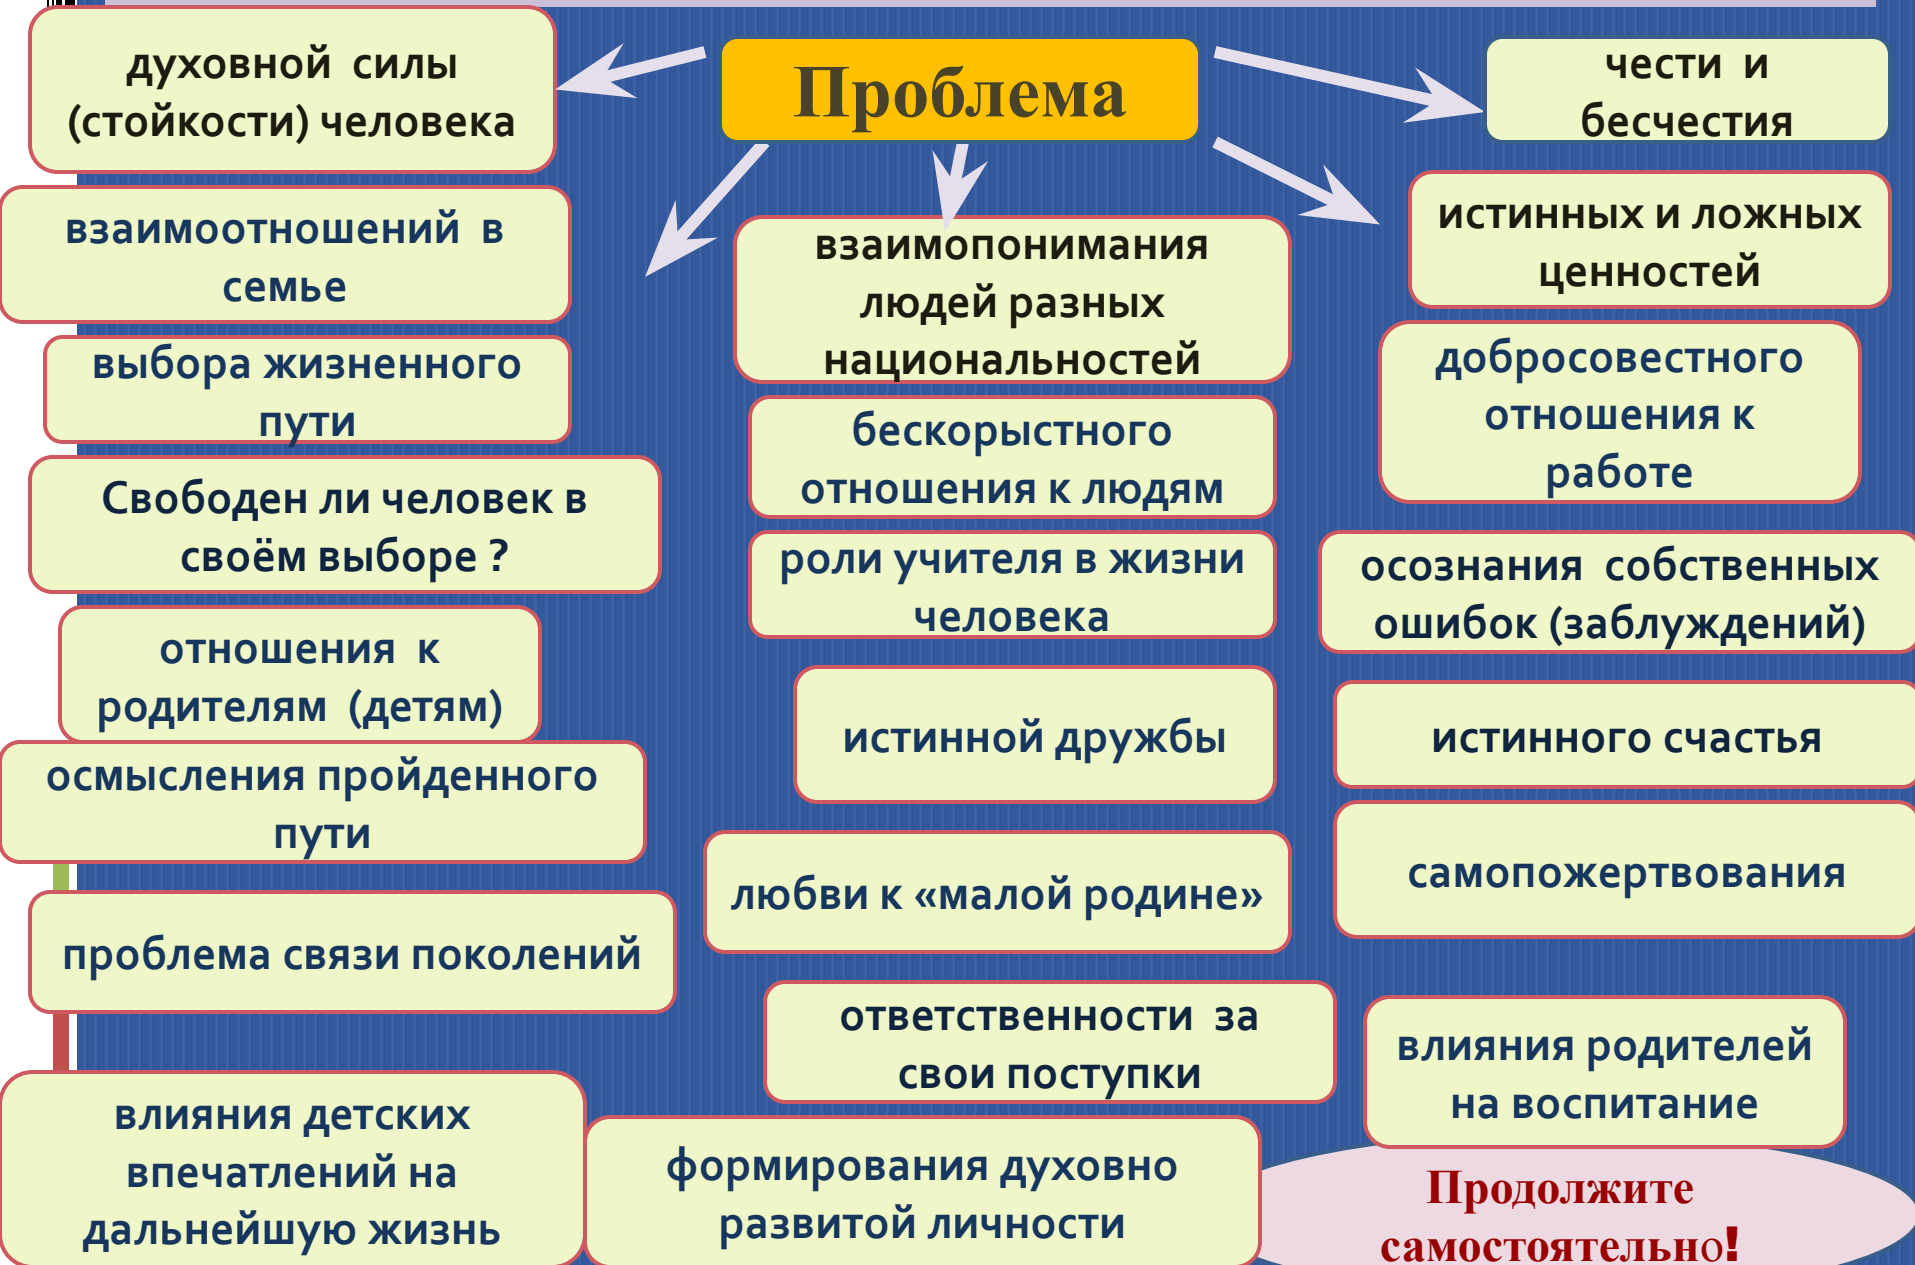 Проблема
духовной силы
(стойкости) человека
взаимоотношений в
семье
выбора жизненного
пути
Свободен ли человек в
своём выборе ?
отношения к
родителям (детям)
осмысления пройденного
пути
проблема связи поколений
влияния детских
впечатлений на
дальнейшую жизнь
взаимопонимания
людей разных
национальностей
бескорыстного
отношения к людям
роли учителя в жизни
человека
истинной дружбы
любви к «малой родине»
ответственности за
свои поступки
формирования духовно
развитой личности
чести и
бесчестия
истинных и ложных
ценностей
добросовестного
отношения к
работе
осознания собственных
ошибок (заблуждений)
истинного счастья
самопожертвования
влияния родителей
на воспитание
Продолжите
самостоятельно!